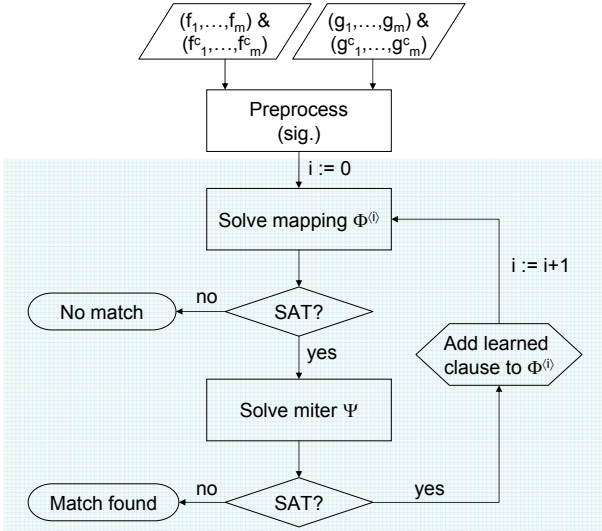 (f₁,…,fₘ) &
(fᶜ₁,…,fᶜₘ)
(g₁,…,gₘ) &
(gᶜ₁,…,gᶜₘ)
Preprocess
(sig.)
i := 0
Solve mapping Φ⟨i⟩
i := i+1
No match
no
SAT?
Add learned
clause to Φ⟨i⟩
yes
Solve miter Ψ
Match found
no
SAT?
yes